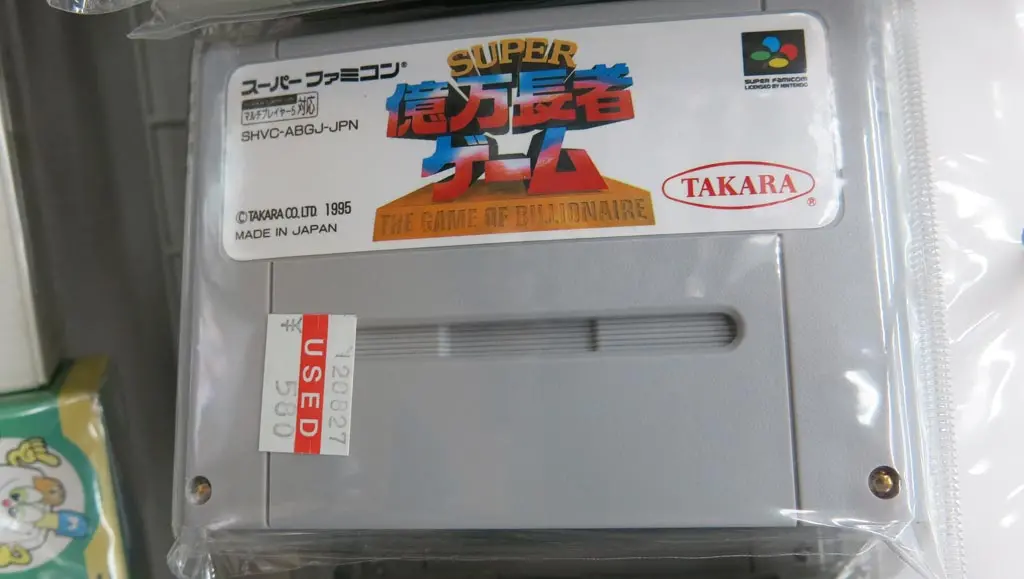 スーパーファミコン®
マルチプレイヤー5対応
SHVC-ABGJ-JPN
SUPER
億万長者
ゲーム
THE GAME OF BILLIONAIRE
SUPER FAMICOM
LICENSED BY NINTENDO
TAKARA®
©TAKARA CO.LTD. 1995
MADE IN JAPAN
120827
USED
¥ 580